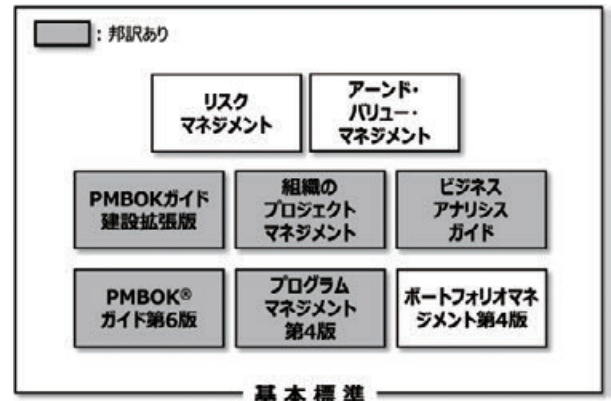 : 邦訳あり
リスク
マネジメント
アーンド・
バリュー・
マネジメント
PMBOKガイド
建設拡張版
組織の
プロジェクト
マネジメント
ビジネス
アナリシス
ガイド
PMBOK®
ガイド第6版
プログラム
マネジメント
第4版
ポートフォリオマネ
ジメント第4版
基本標準